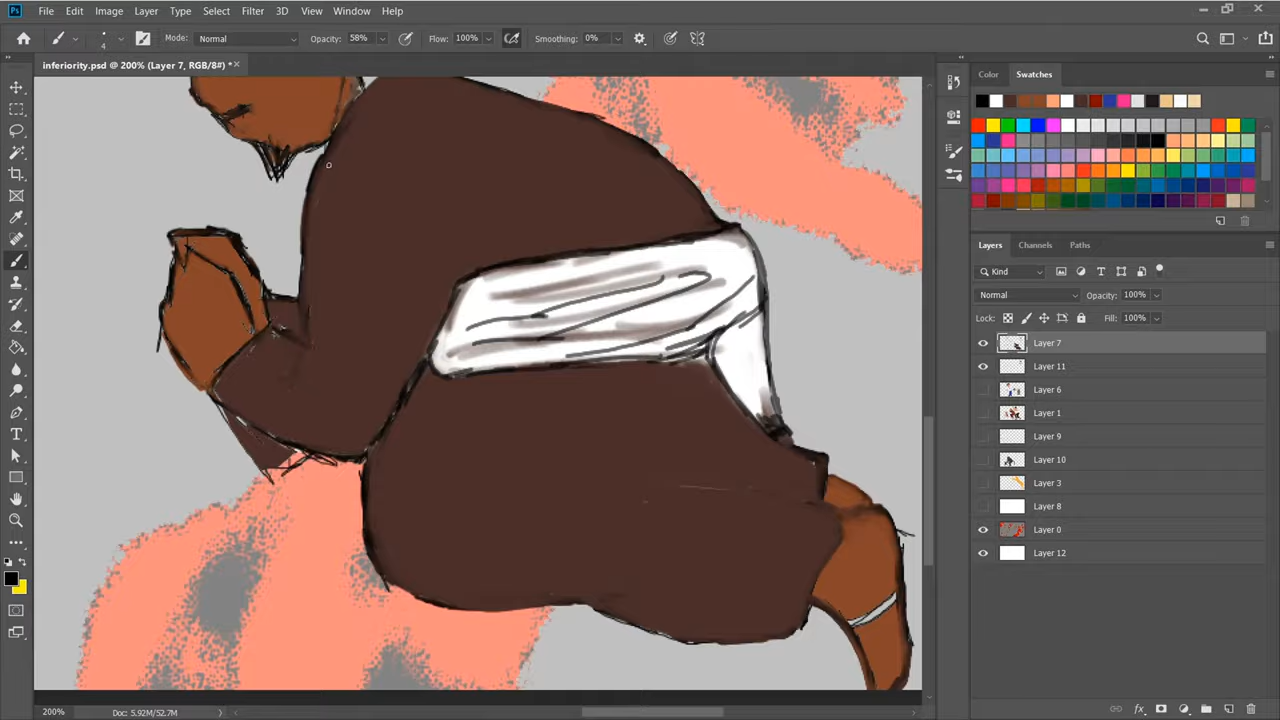 Ps File Edit Image Layer Type Select Filter 3D View Window Help
4 Mode: Normal Opacity: 58% Flow: 100% Smoothing: 0%
inferiority.psd @ 200% (Layer 7, RGB/8#) * ×
Color Swatches
Layers Channels Paths
Kind
Normal Opacity: 100%
Lock: Fill: 100%
Layer 7
Layer 11
Layer 6
Layer 1
Layer 9
Layer 10
Layer 3
Layer 8
Layer 0
Layer 12
200% Doc: 5.92M/52.7M